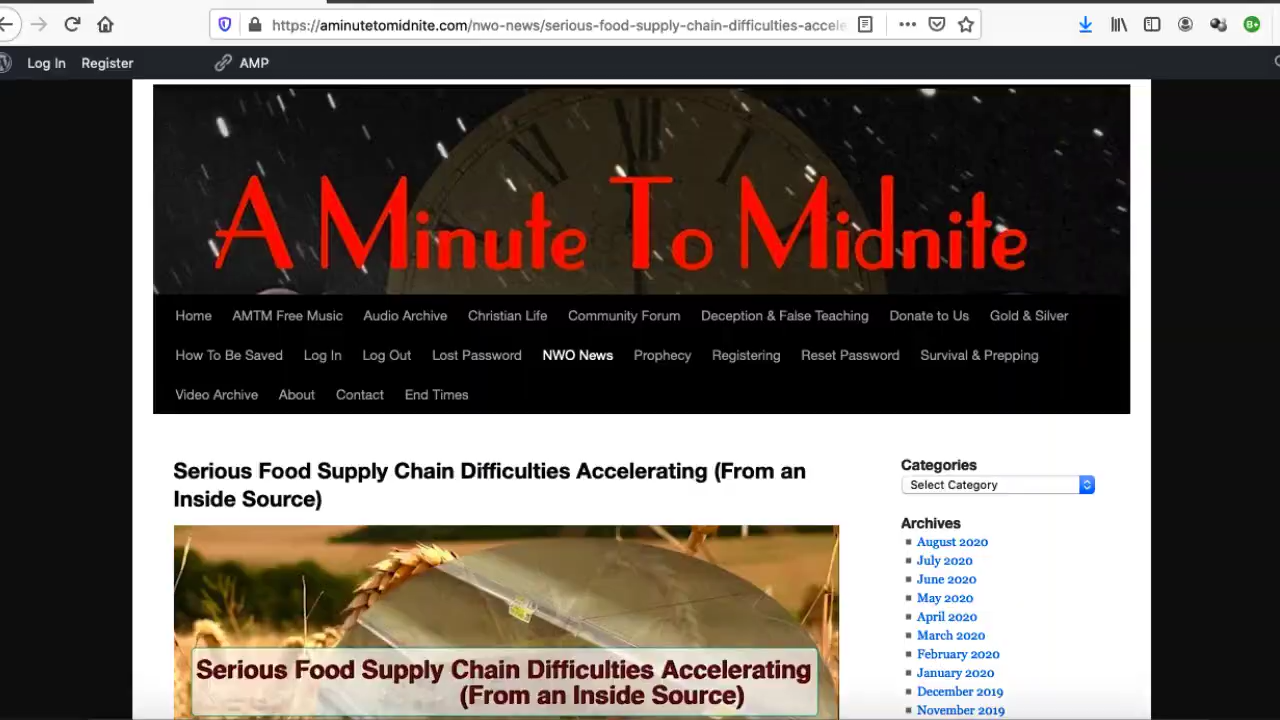 https://aminutetomidnite.com/nwo-news/serious-food-supply-chain-difficulties-accele
Log In Register AMP
A Minute To Midnite
Home AMTM Free Music Audio Archive Christian Life Community Forum Deception & False Teaching Donate to Us Gold & Silver
How To Be Saved Log In Log Out Lost Password NWO News Prophecy Registering Reset Password Survival & Prepping
Video Archive About Contact End Times
Serious Food Supply Chain Difficulties Accelerating (From an
Inside Source)
Serious Food Supply Chain Difficulties Accelerating
(From an Inside Source)
Categories
Select Category
Archives
August 2020
July 2020
June 2020
May 2020
April 2020
March 2020
February 2020
January 2020
December 2019
November 2019